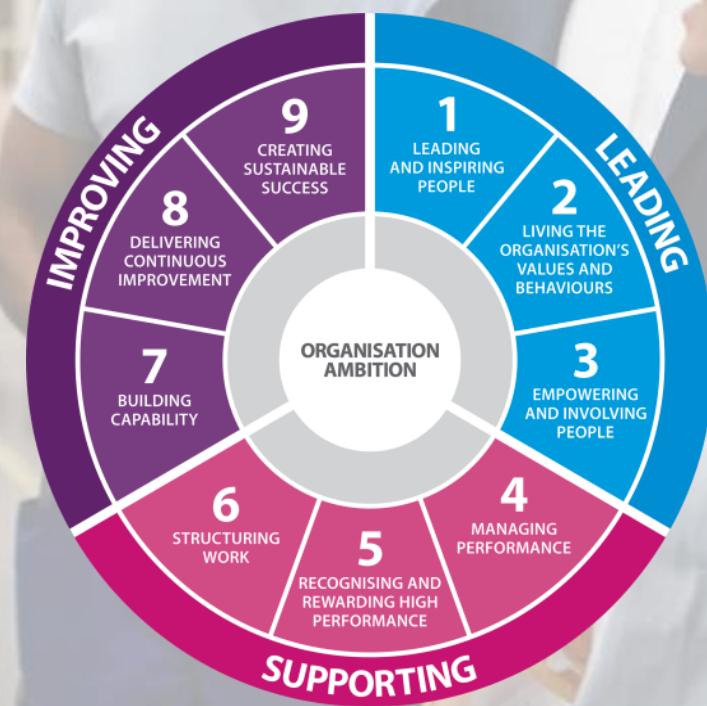 LEADING
1
LEADING
AND INSPIRING
PEOPLE
2
LIVING THE
ORGANISATION'S
VALUES AND
BEHAVIOURS
3
EMPOWERING
AND INVOLVING
PEOPLE
SUPPORTING
4
MANAGING
PERFORMANCE
5
RECOGNISING AND
REWARDING HIGH
PERFORMANCE
6
STRUCTURING
WORK
IMPROVING
7
BUILDING
CAPABILITY
8
DELIVERING
CONTINUOUS
IMPROVEMENT
9
CREATING
SUSTAINABLE
SUCCESS
ORGANISATION
AMBITION